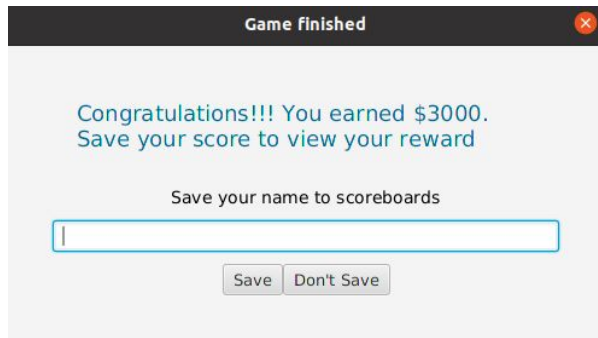 Game finished
Congratulations!!! You earned $3000.
Save your score to view your reward
Save your name to scoreboards
Save Don't Save